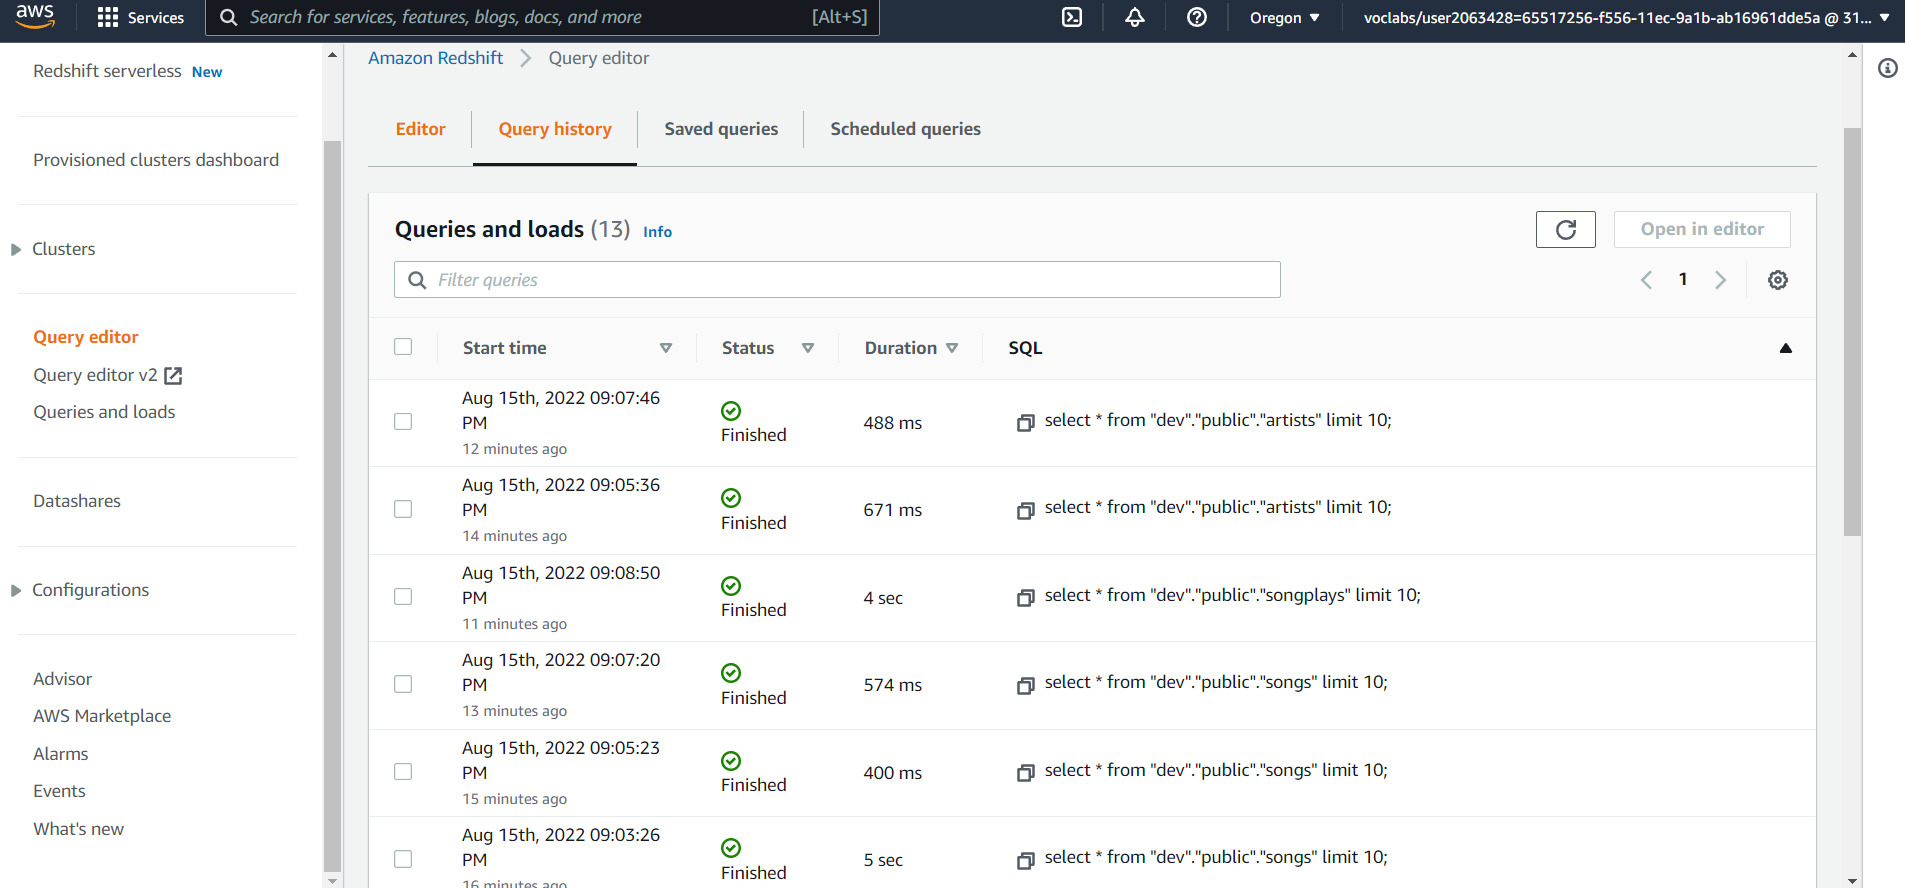 aws
Services
Search for services, features, blogs, docs, and more
[Alt+S]
Oregon
voclabs/user2063428=65517256-f556-11ec-9a1b-ab16961dde5a @ 31...
Redshift serverless New
Provisioned clusters dashboard
Clusters
Query editor
Query editor v2
Queries and loads
Datashares
Configurations
Advisor
AWS Marketplace
Alarms
Events
What's new
Amazon Redshift
Query editor
Editor
Query history
Saved queries
Scheduled queries
Queries and loads (13) Info
Open in editor
Filter queries
1
Start time
Status
Duration
SQL
Aug 15th, 2022 09:07:46
PM
12 minutes ago
Finished
488 ms
select * from "dev"."public"."artists" limit 10;
Aug 15th, 2022 09:05:36
PM
14 minutes ago
Finished
671 ms
select * from "dev"."public"."artists" limit 10;
Aug 15th, 2022 09:08:50
PM
11 minutes ago
Finished
4 sec
select * from "dev"."public"."songplays" limit 10;
Aug 15th, 2022 09:07:20
PM
13 minutes ago
Finished
574 ms
select * from "dev"."public"."songs" limit 10;
Aug 15th, 2022 09:05:23
PM
15 minutes ago
Finished
400 ms
select * from "dev"."public"."songs" limit 10;
Aug 15th, 2022 09:03:26
PM
16 minutes ago
Finished
5 sec
select * from "dev"."public"."songs" limit 10;